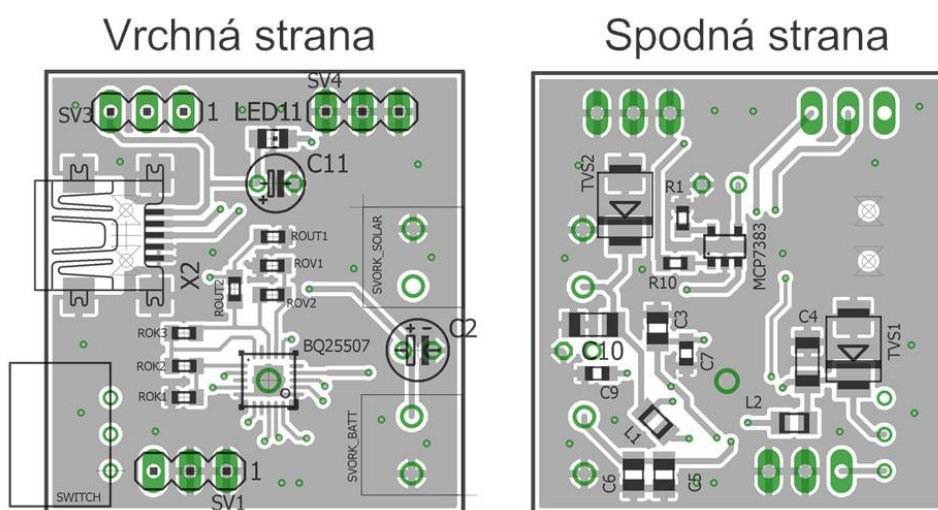 Vrchná strana
SV3
1
LED11
SV4
C11
X2
ROUT1
ROV1
ROUT2
ROV2
SVORK_SOLAR
ROK3
ROK2
ROK1
BQ25507
+ -
C2
SVORK_BATT
SWITCH
1
SV1
Spodná strana
TVS2
R1
R10
MCP7383
C10
C3
C7
C9
C4
TVS1
L2
L1
C6
C5